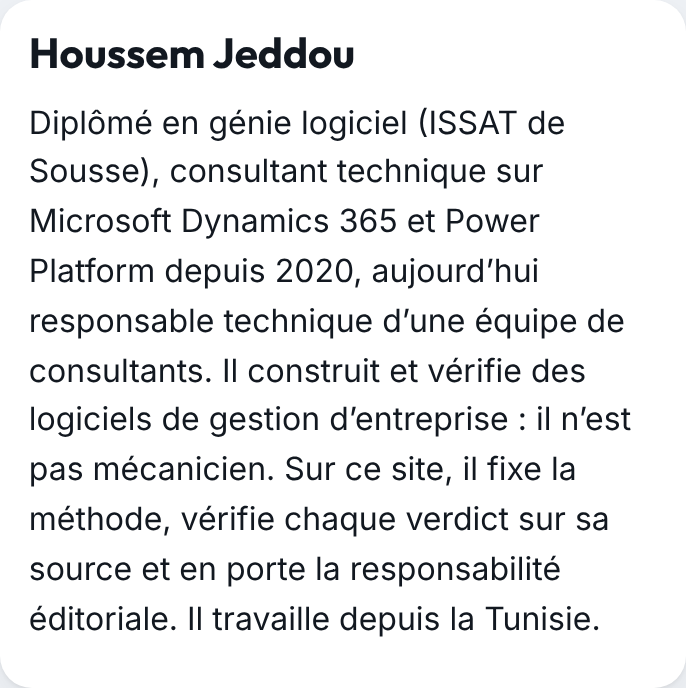 Houssem Jeddou
Diplômé en génie logiciel (ISSAT de
Sousse), consultant technique sur
Microsoft Dynamics 365 et Power
Platform depuis 2020, aujourd’hui
responsable technique d’une équipe de
consultants. Il construit et vérifie des
logiciels de gestion d’entreprise : il n’est
pas mécanicien. Sur ce site, il fixe la
méthode, vérifie chaque verdict sur sa
source et en porte la responsabilité
éditoriale. Il travaille depuis la Tunisie.